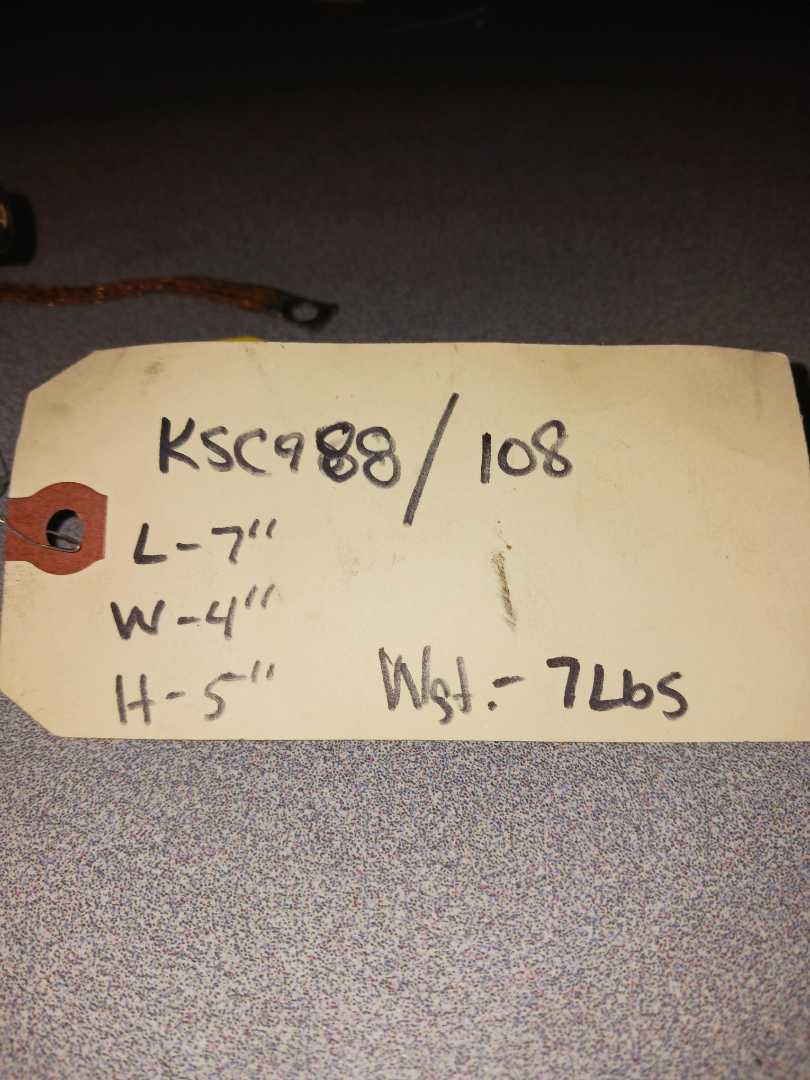 KSC988/108
L-7"
W-4"
H-5" Wgt.- 7Lbs